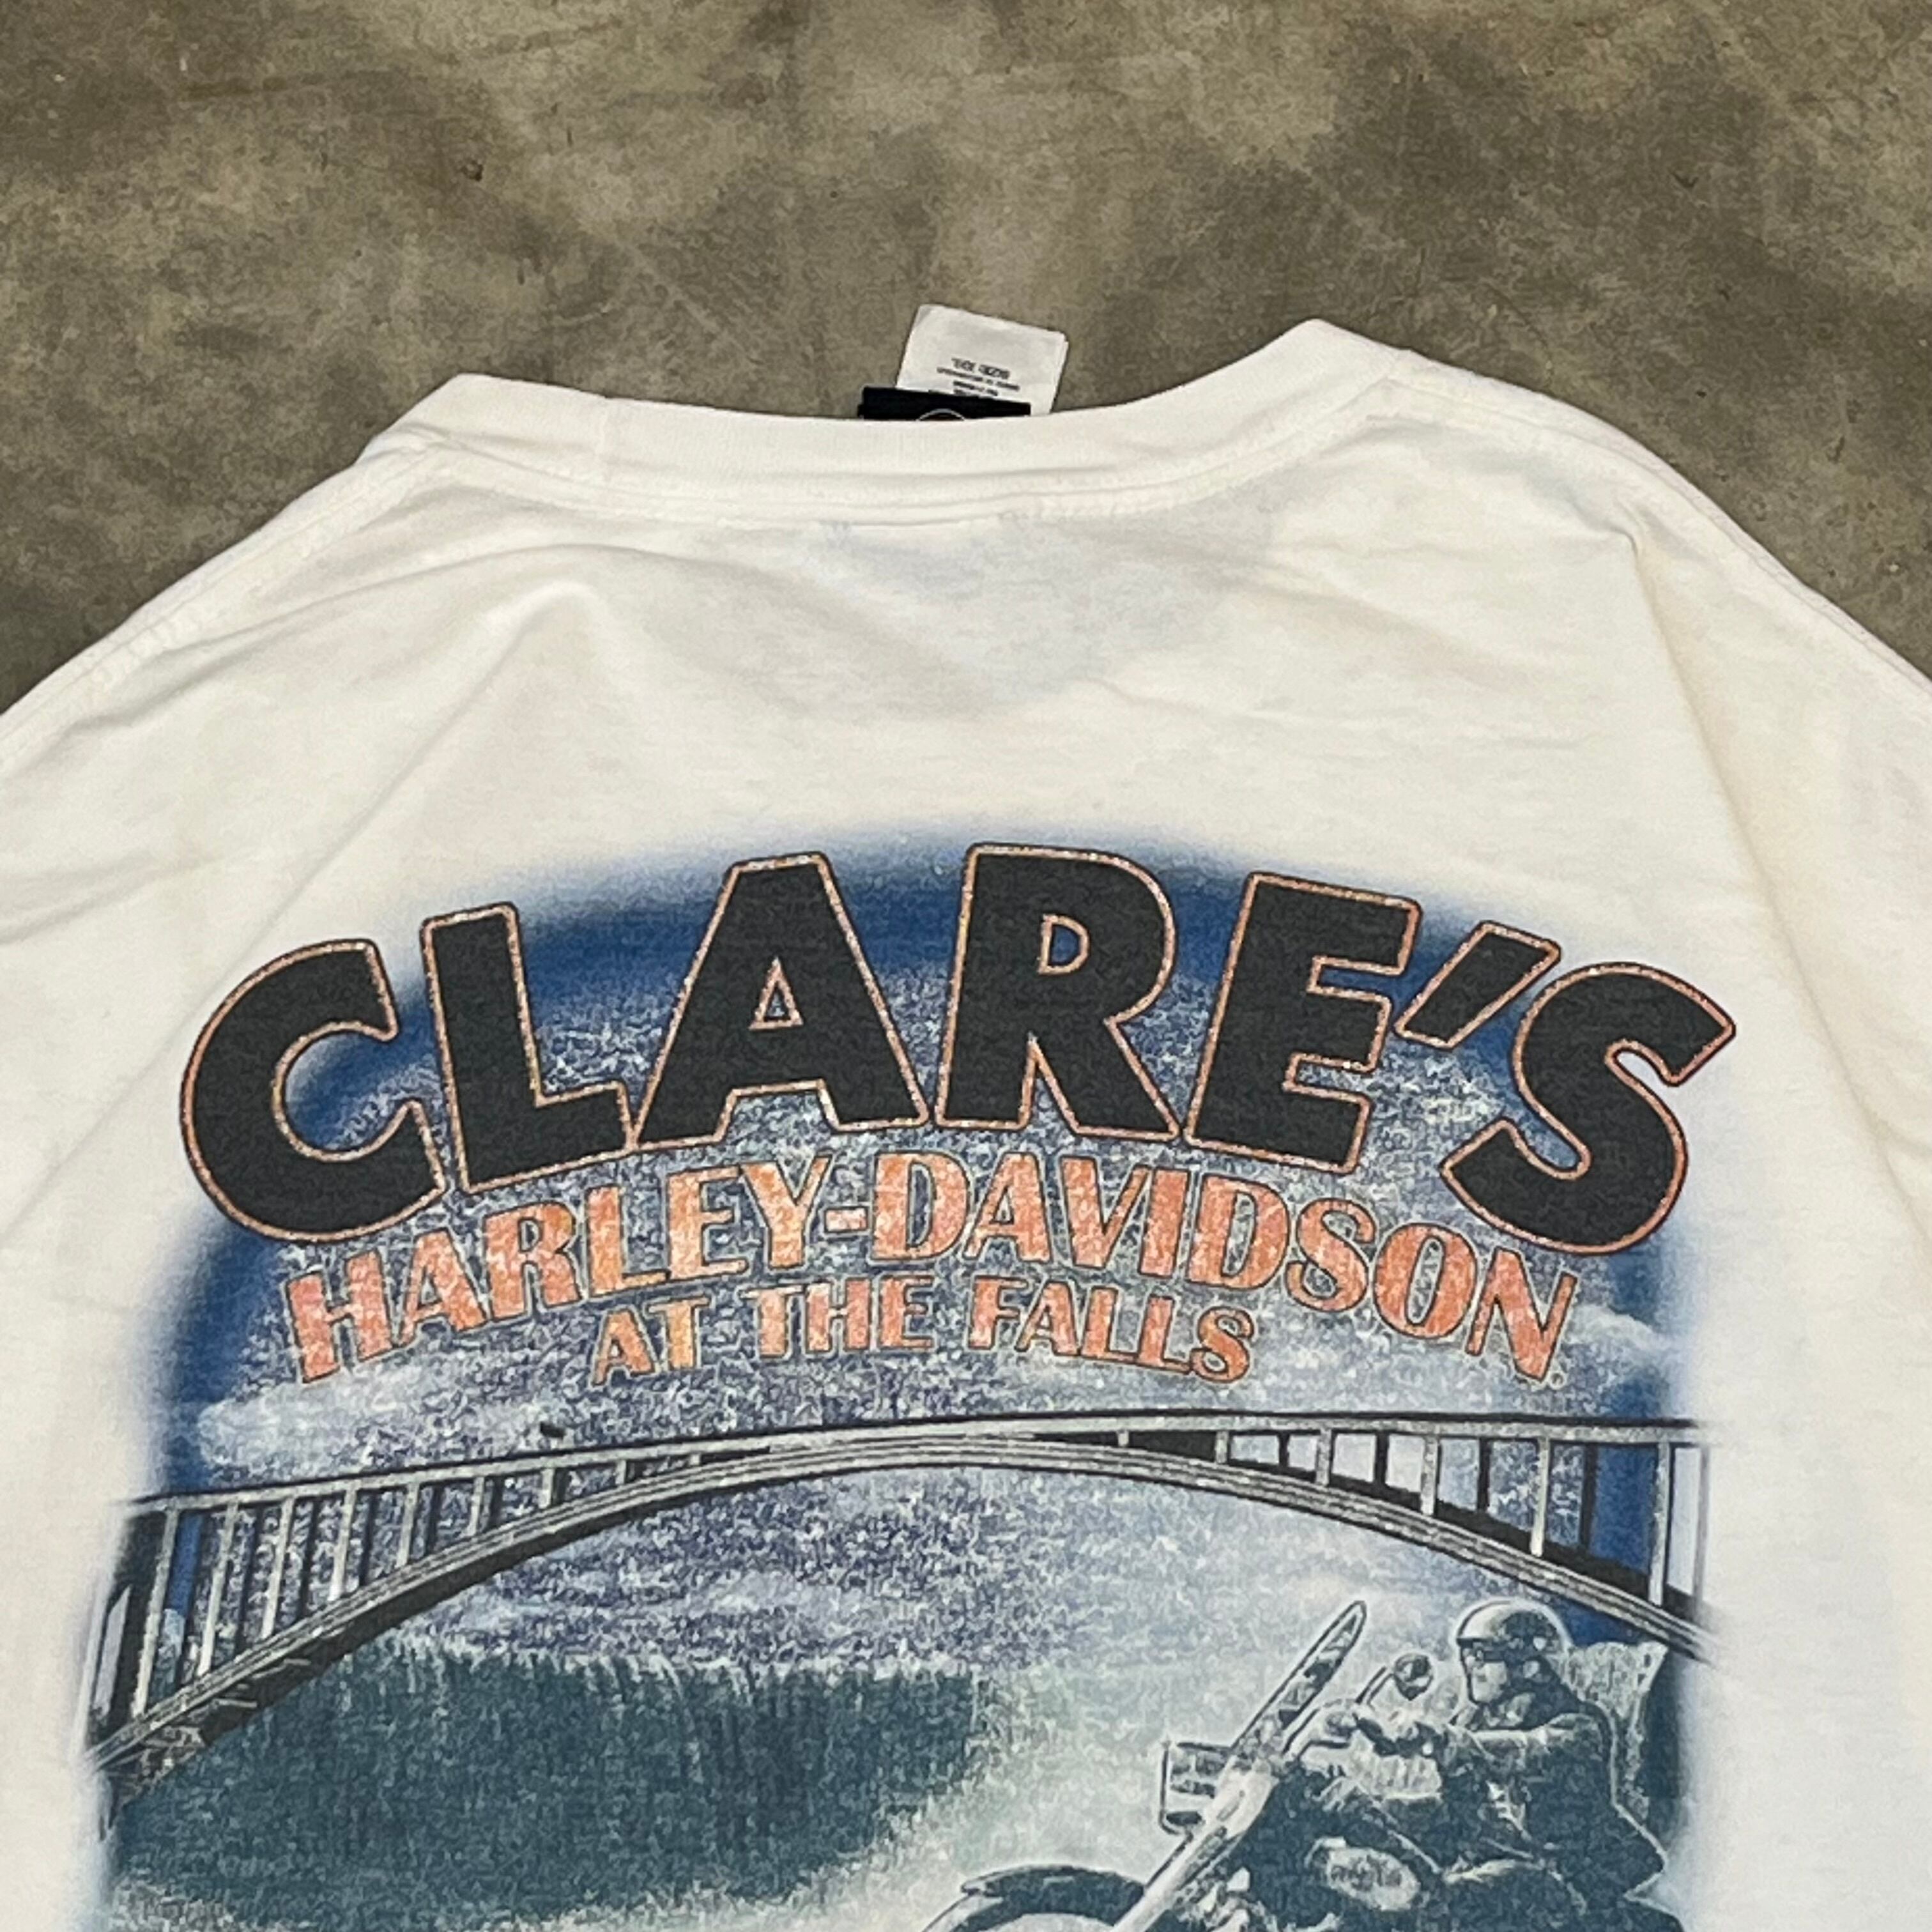 CLARE'S
HARLEY-DAVIDSON
AT THE FALLS